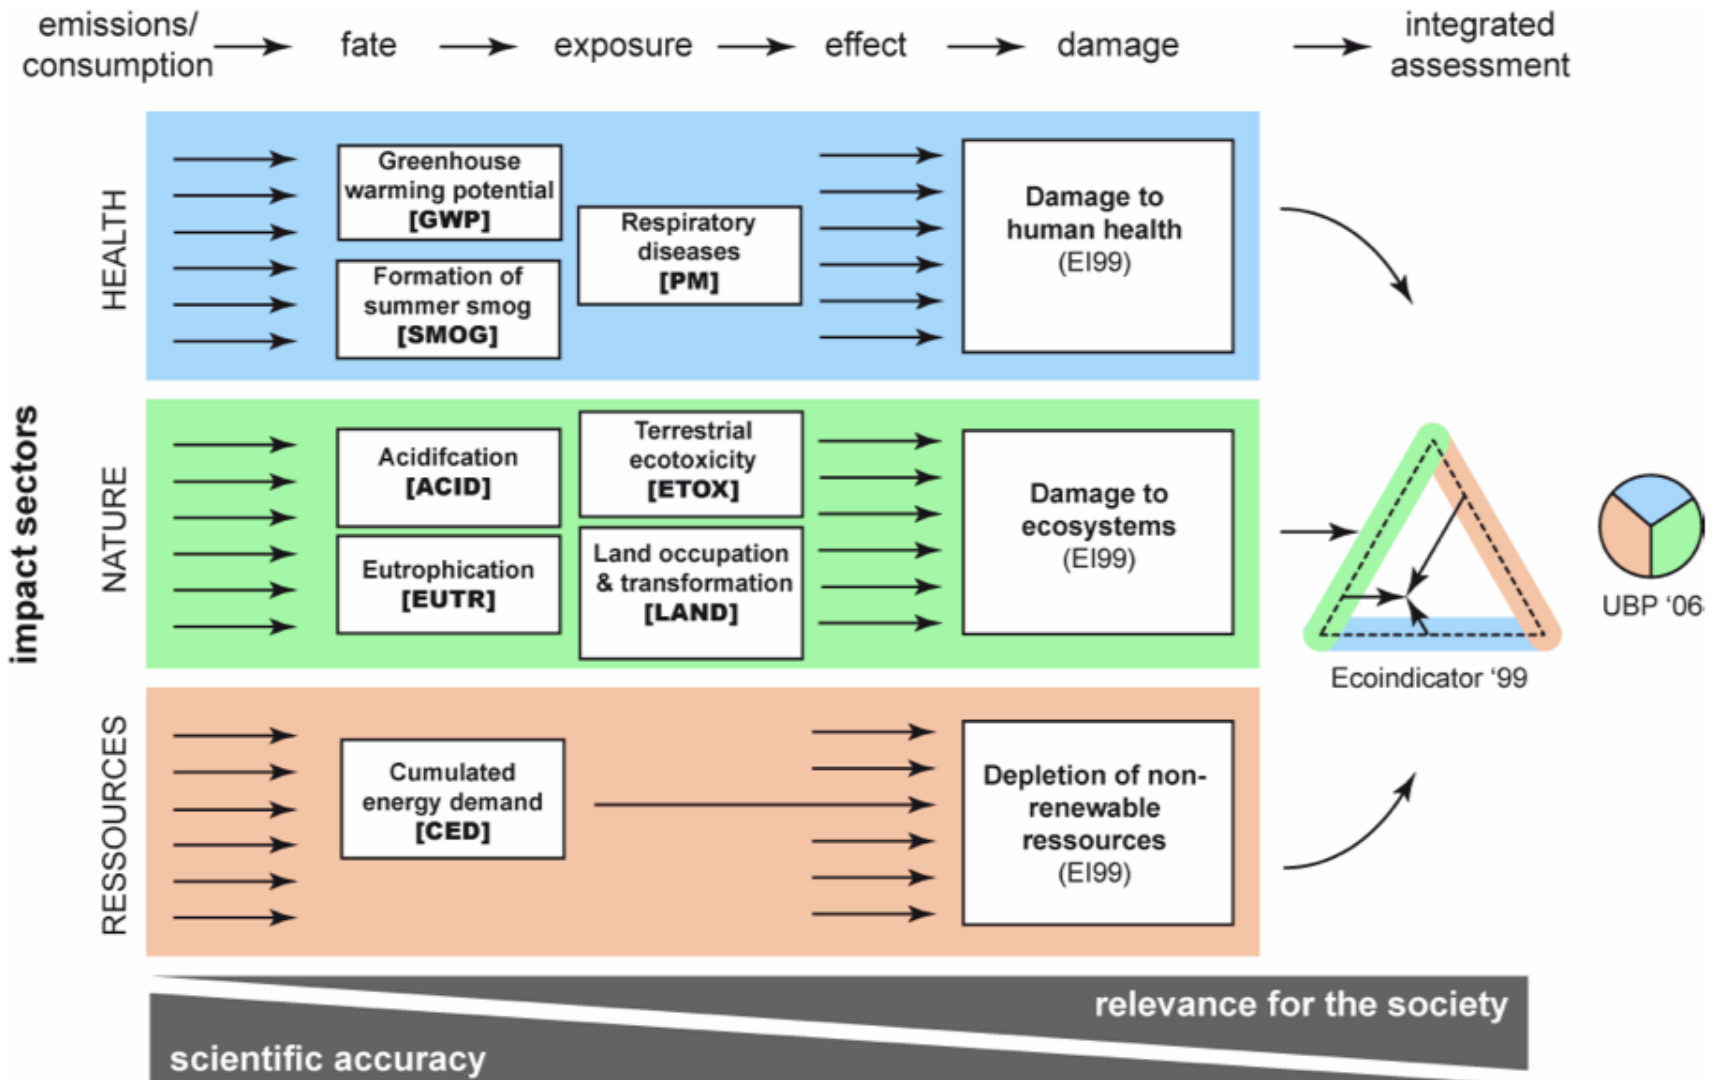 emissions/
consumption
fate
exposure
effect
damage
integrated
assessment
impact sectors
HEALTH
Greenhouse
warming potential
[GWP]
Formation of
summer smog
[SMOG]
Respiratory
diseases
[PM]
Damage to
human health
(EI99)
NATURE
Acidifcation
[ACID]
Eutrophication
[EUTR]
Terrestrial
ecotoxicity
[ETOX]
Land occupation
& transformation
[LAND]
Damage to
ecosystems
(EI99)
Ecoindicator ‘99
UBP ‘06
RESSOURCES
Cumulated
energy demand
[CED]
Depletion of non-
renewable
ressources
(EI99)
relevance for the society
scientific accuracy